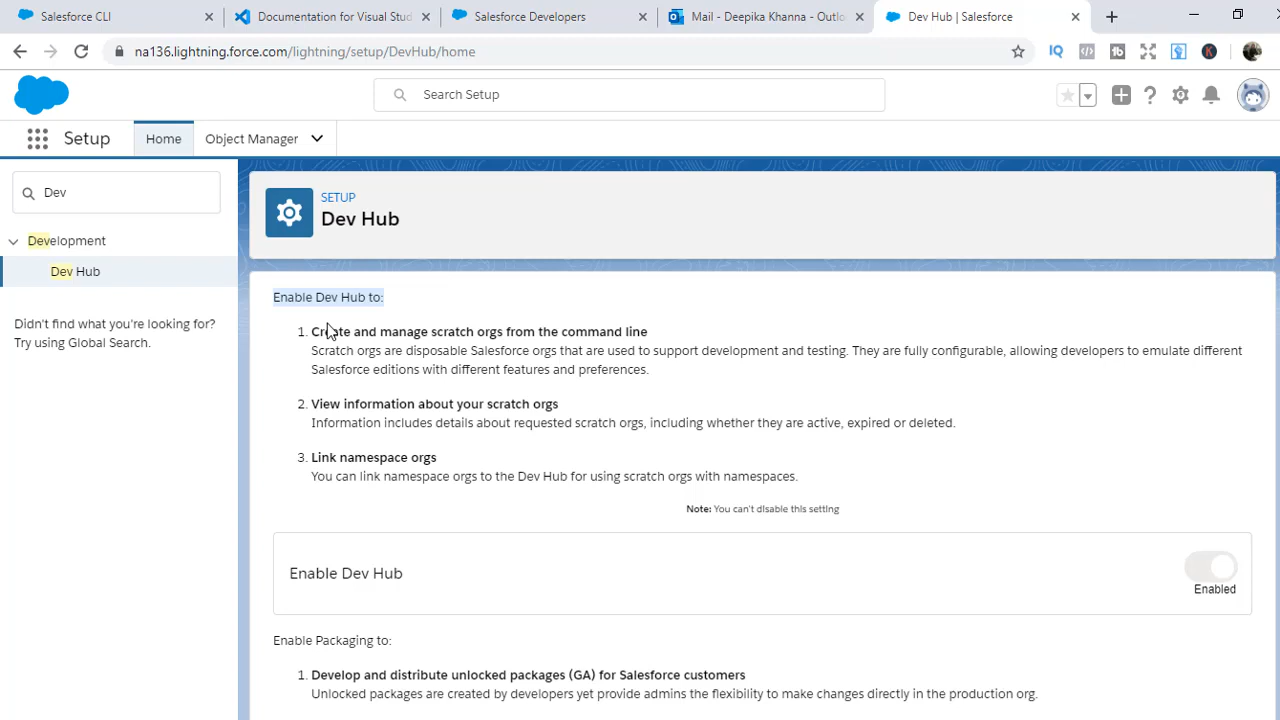 Salesforce CLI
Documentation for Visual Stud
Salesforce Developers
Mail - Deepika Khanna - Outlo
Dev Hub | Salesforce
na136.lightning.force.com/lightning/setup/DevHub/home
Search Setup
Setup
Home
Object Manager
Dev
Development
Dev Hub
Didn't find what you're looking for?
Try using Global Search.
SETUP
Dev Hub
Enable Dev Hub to:
1. Create and manage scratch orgs from the command line
Scratch orgs are disposable Salesforce orgs that are used to support development and testing. They are fully configurable, allowing developers to emulate different
Salesforce editions with different features and preferences.
2. View information about your scratch orgs
Information includes details about requested scratch orgs, including whether they are active, expired or deleted.
3. Link namespace orgs
You can link namespace orgs to the Dev Hub for using scratch orgs with namespaces.
Note: You can't disable this setting
Enable Dev Hub
Enabled
Enable Packaging to:
1. Develop and distribute unlocked packages (GA) for Salesforce customers
Unlocked packages are created by developers yet provide admins the flexibility to make changes directly in the production org.